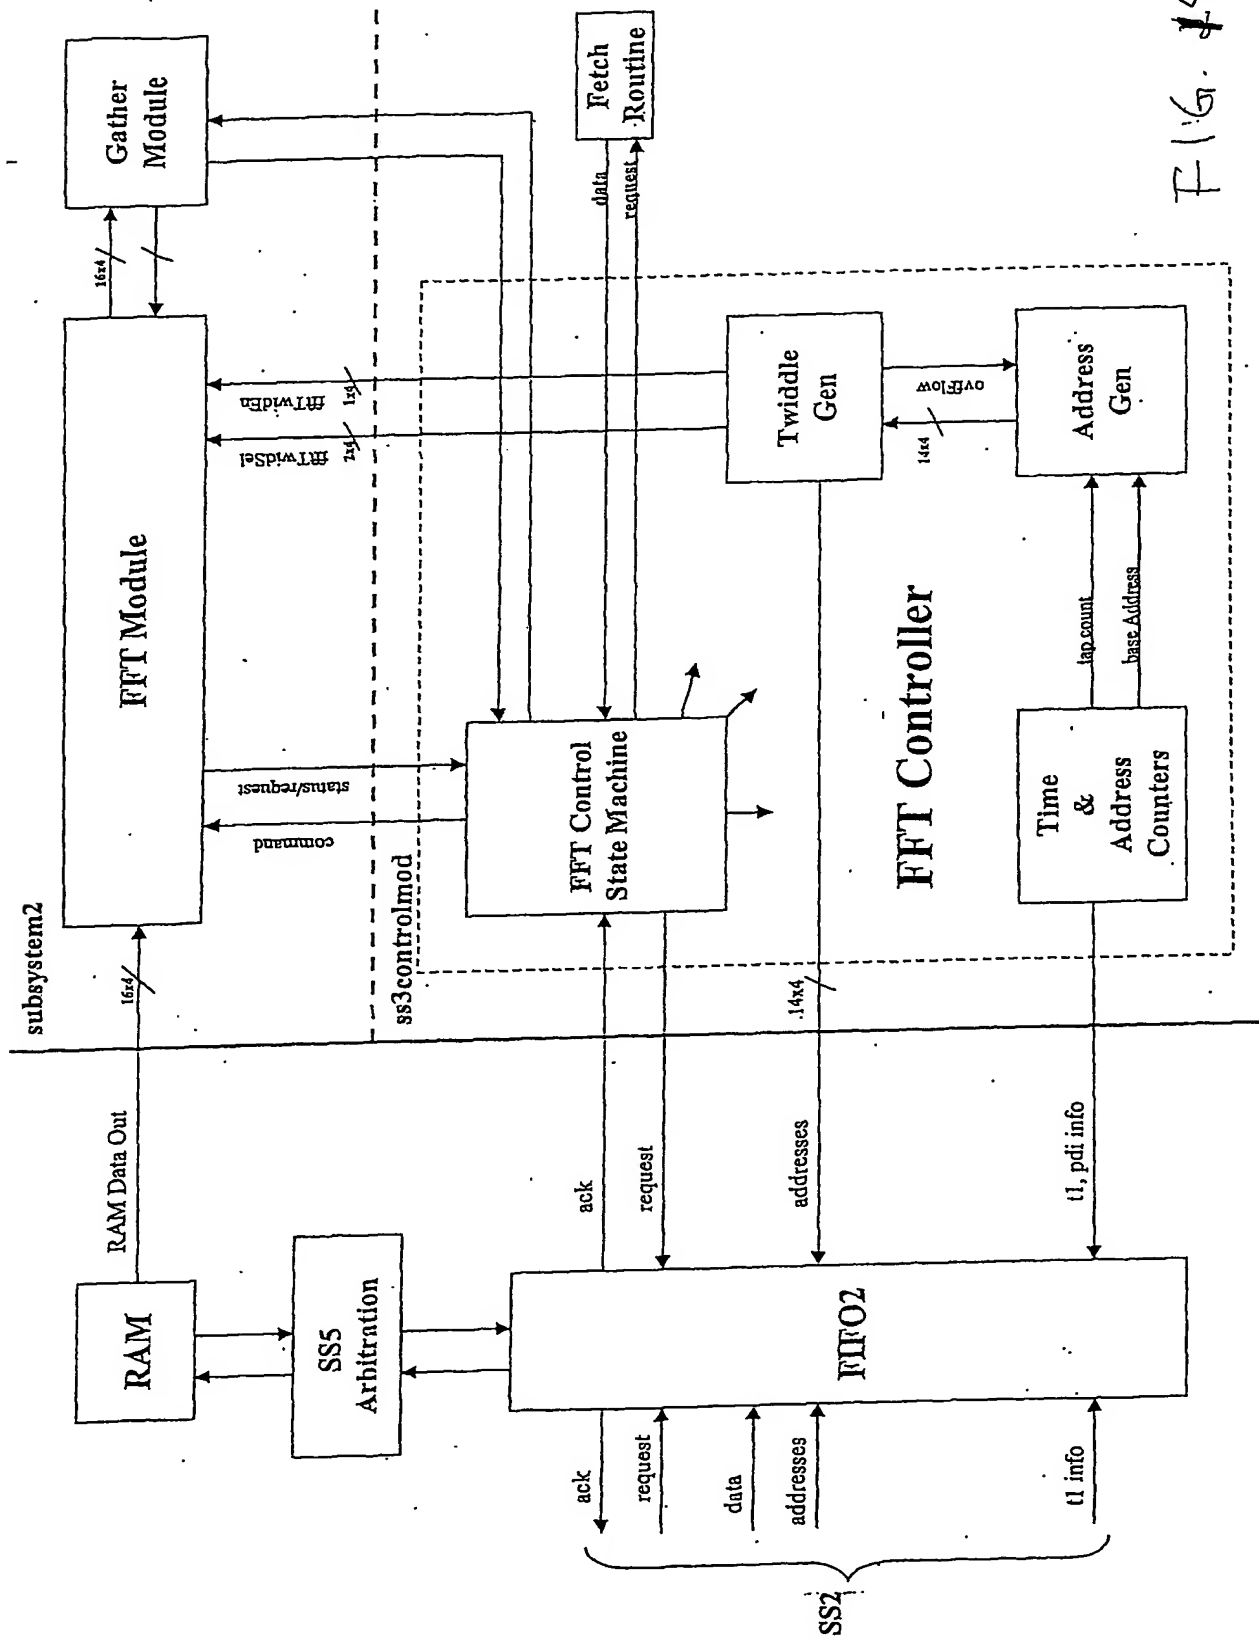 subsystem2
RAM
RAM Data Out
16x4
FFT Module
16x4
Gather
Module
SS5
Arbitration
command
status/request
fftTwidSel
2x4
fftTwidEn
1x4
ss3controlmod
FFT Control
State Machine
data
request
Fetch
Routine
ack
request
addresses
.14x4
t1, pdi info
FIFO2
Twiddle
Gen
14x4
ovfFlow
Address
Gen
FFT Controller
Time
&
Address
Counters
tap count
base Address
ack
request
data
addresses
t1 info
SS2
FIG.